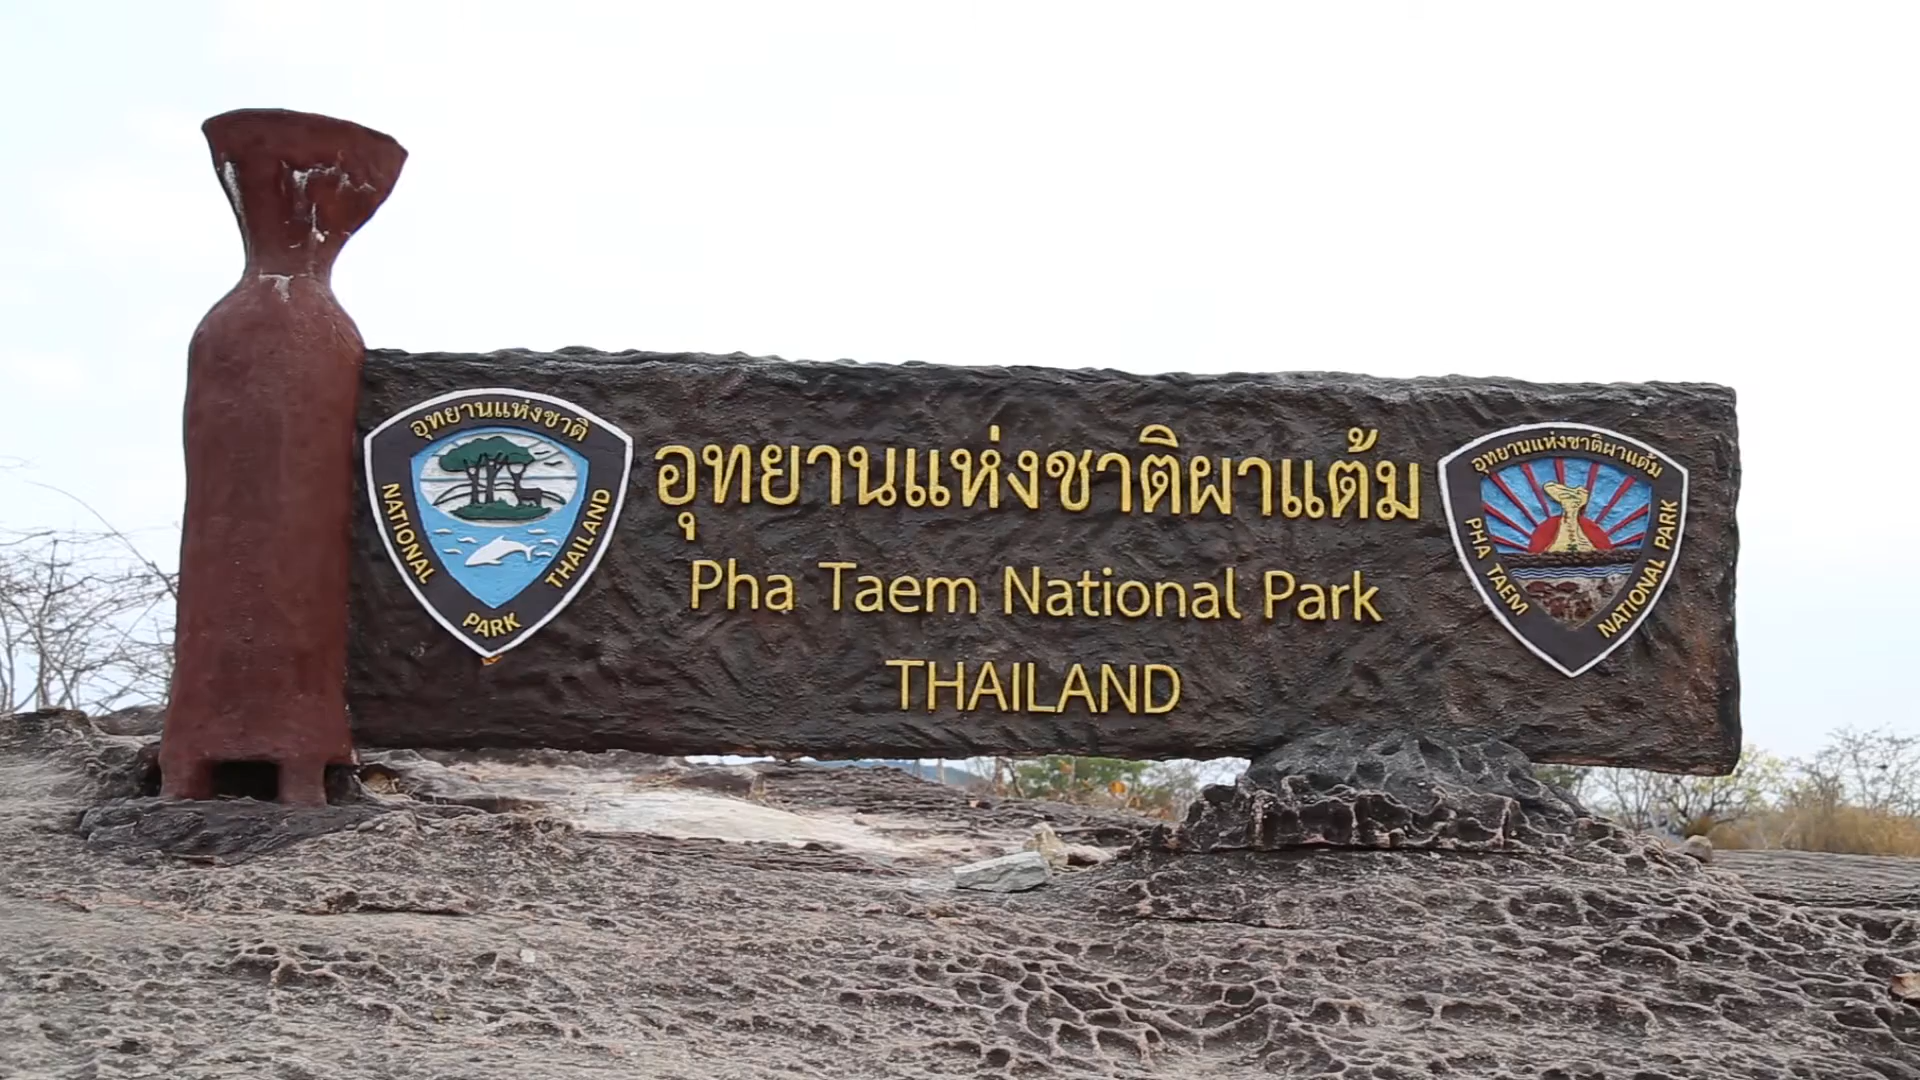 อุทยานแห่งชาติ
NATIONAL
PARK
THAILAND
อุทยานแห่งชาติผาแต้ม
Pha Taem National Park
THAILAND
อุทยานแห่งชาติผาแต้ม
PHA TAEM
NATIONAL PARK